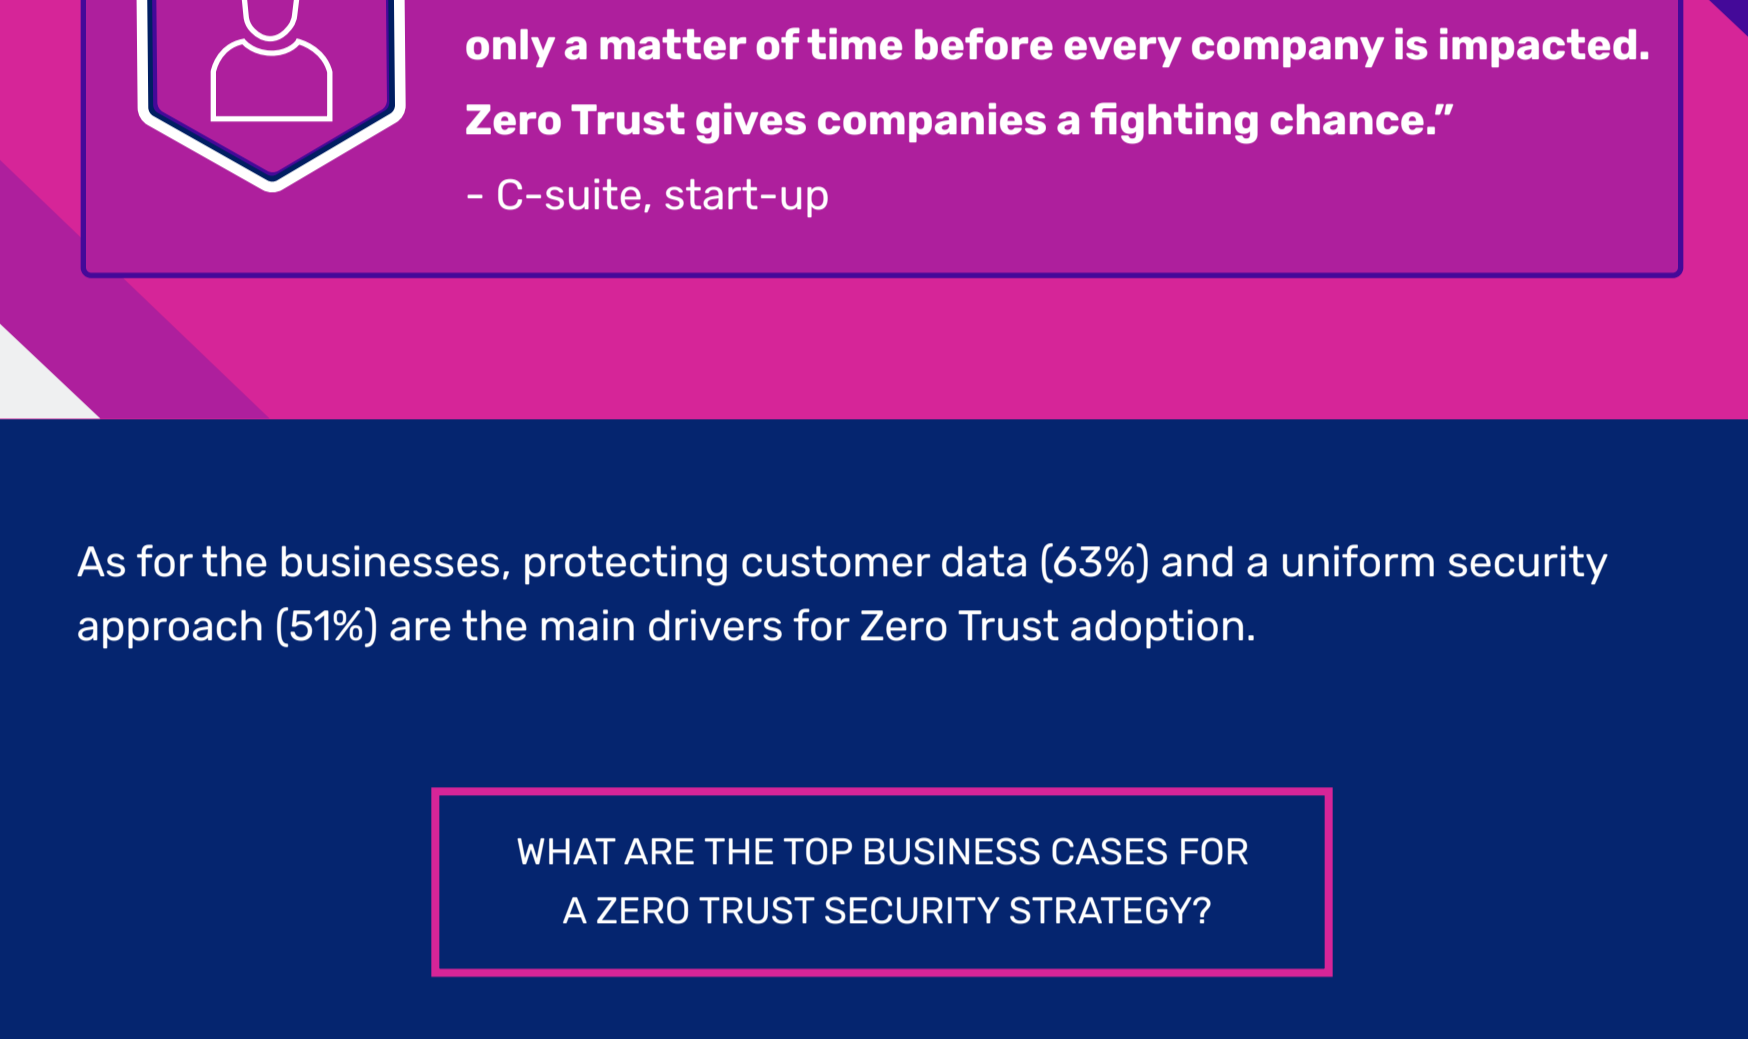 only a matter of time before every company is impacted.
Zero Trust gives companies a fighting chance.”
- C-suite, start-up
As for the businesses, protecting customer data (63%) and a uniform security
approach (51%) are the main drivers for Zero Trust adoption.
WHAT ARE THE TOP BUSINESS CASES FOR
A ZERO TRUST SECURITY STRATEGY?